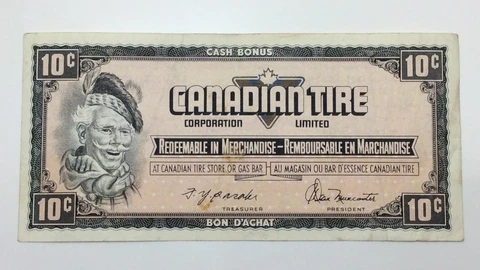 CASH BONUS
10¢ 10¢
CANADIAN TIRE
CORPORATION LIMITED
REDEEMABLE IN MERCHANDISE – REMBOURSABLE EN MARCHANDISE
AT CANADIAN TIRE STORE OR GAS BAR AU MAGASIN OU BAR D'ESSENCE CANADIAN TIRE
TREASURER PRESIDENT
10¢ 10¢
BON D'ACHAT